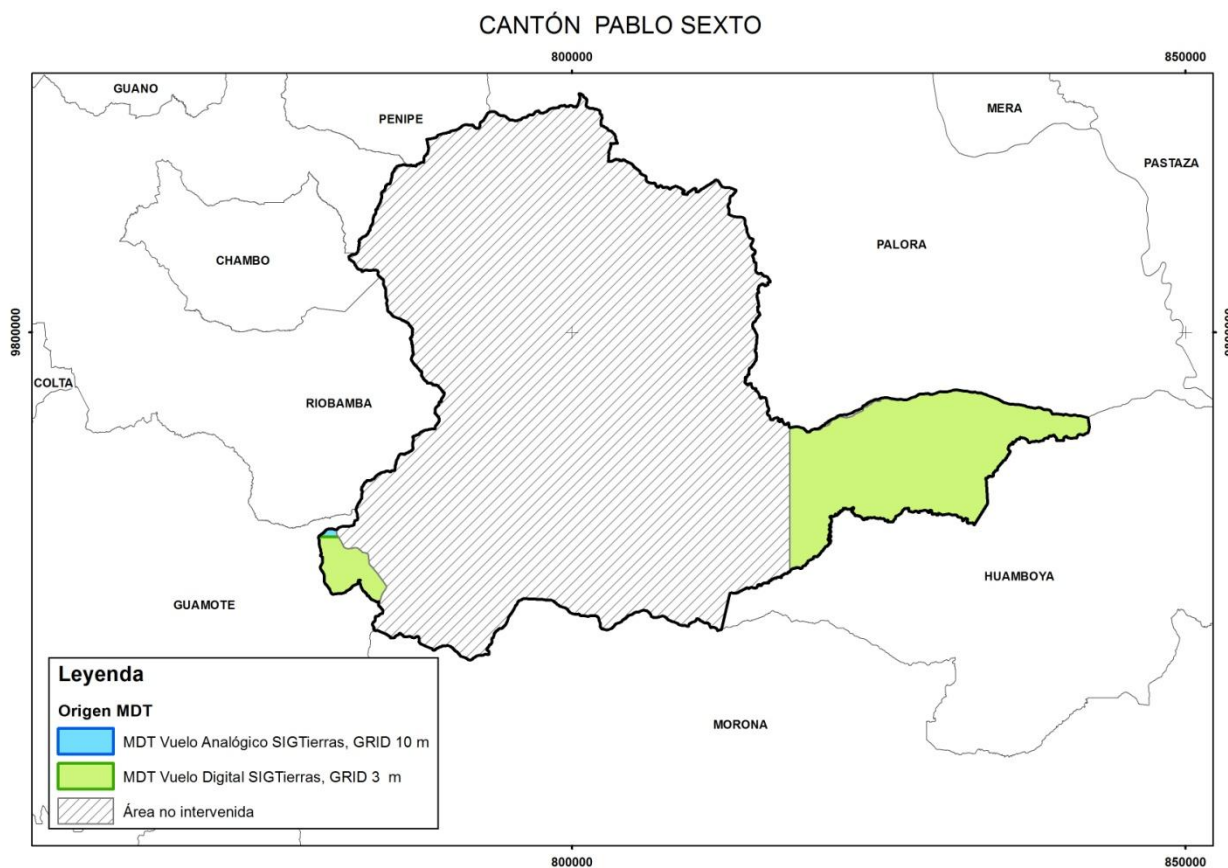 CANTÓN PABLO SEXTO
800000
850000
GUANO
PENIPE
MERA
PASTAZA
PALORA
CHAMBO
9800000
9800000
COLTA
RIOBAMBA
GUAMOTE
HUAMBOYA
MORONA
Leyenda
Origen MDT
MDT Vuelo Analógico SIGTierras, GRID 10 m
MDT Vuelo Digital SIGTierras, GRID 3 m
Área no intervenida
800000
850000